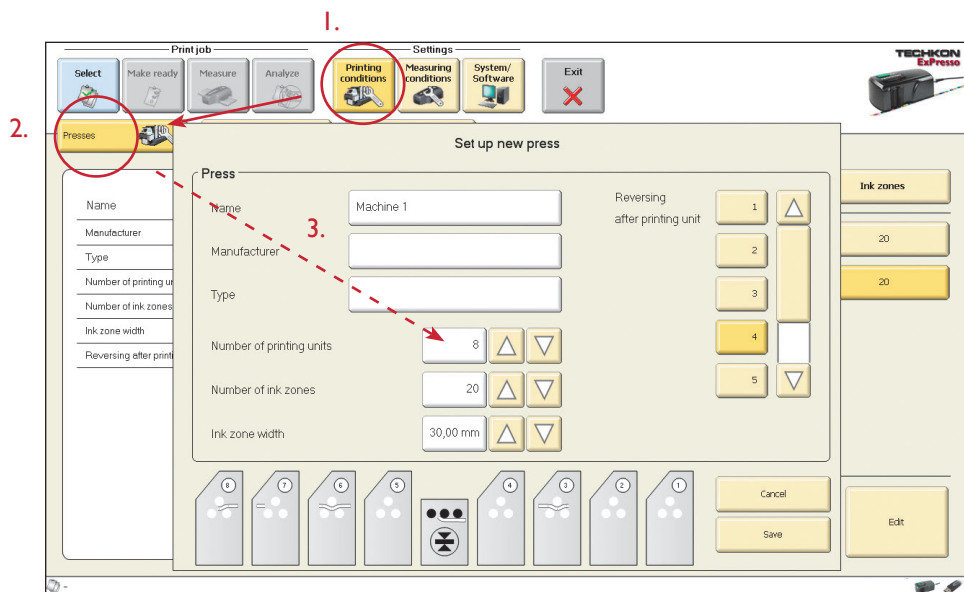 1.
Print job
Settings
TECHKON
ExPresso
Select
Make ready
Measure
Analyze
Printing
conditions
Measuring
conditions
System/
Software
Exit
2.
Presses
Set up new press
Press
Name
Manufacturer
Type
Number of printing un
Number of ink zones
Ink zone width
Reversing after printi
Name
Machine 1
3.
Manufacturer
Type
Number of printing units
8
Number of ink zones
20
Ink zone width
30,00 mm
Reversing
after printing unit
1
2
3
4
5
Ink zones
20
20
8
7
6
5
4
3
2
1
Cancel
Save
Edit
-